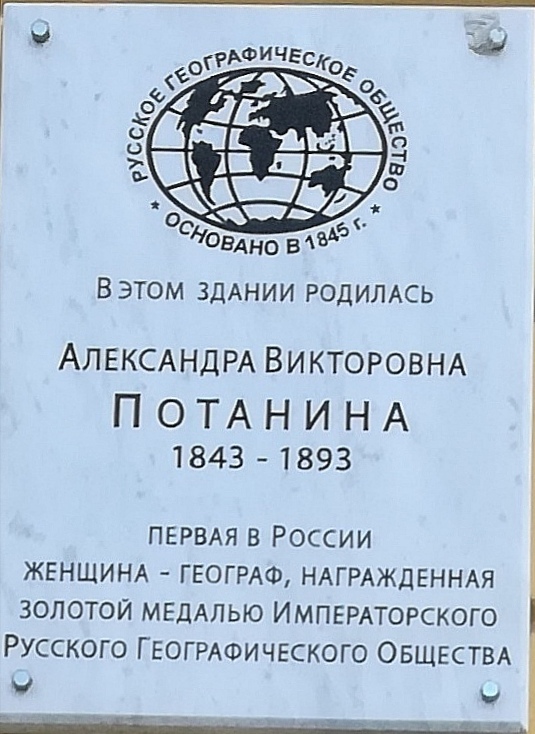 РУССКОЕ ГЕОГРАФИЧЕСКОЕ ОБЩЕСТВО
* ОСНОВАНО В 1845 г. *
В ЭТОМ ЗДАНИИ РОДИЛАСЬ
АЛЕКСАНДРА ВИКТОРОВНА
ПОТАНИНА
1843 - 1893
ПЕРВАЯ В РОССИИ
ЖЕНЩИНА - ГЕОГРАФ, НАГРАЖДЕННАЯ
ЗОЛОТОЙ МЕДАЛЬЮ ИМПЕРАТОРСКОГО
РУССКОГО ГЕОГРАФИЧЕСКОГО ОБЩЕСТВА